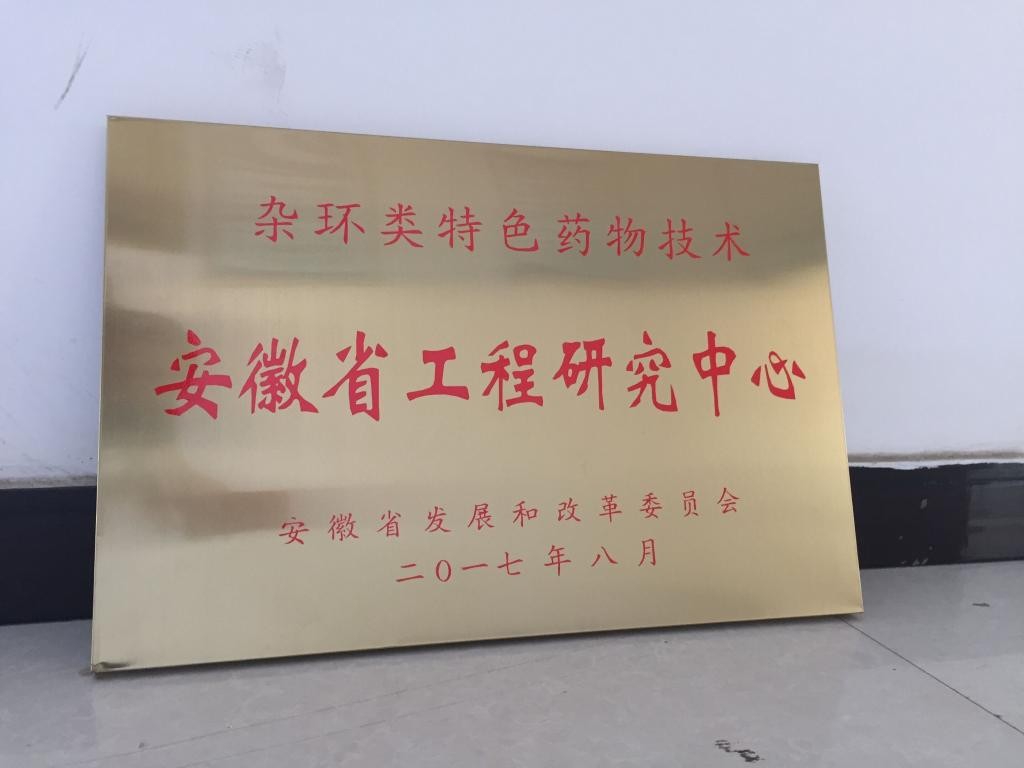 杂环类特色药物技术
安徽省工程研究中心
安徽省发展和改革委员会
二０一七年八月